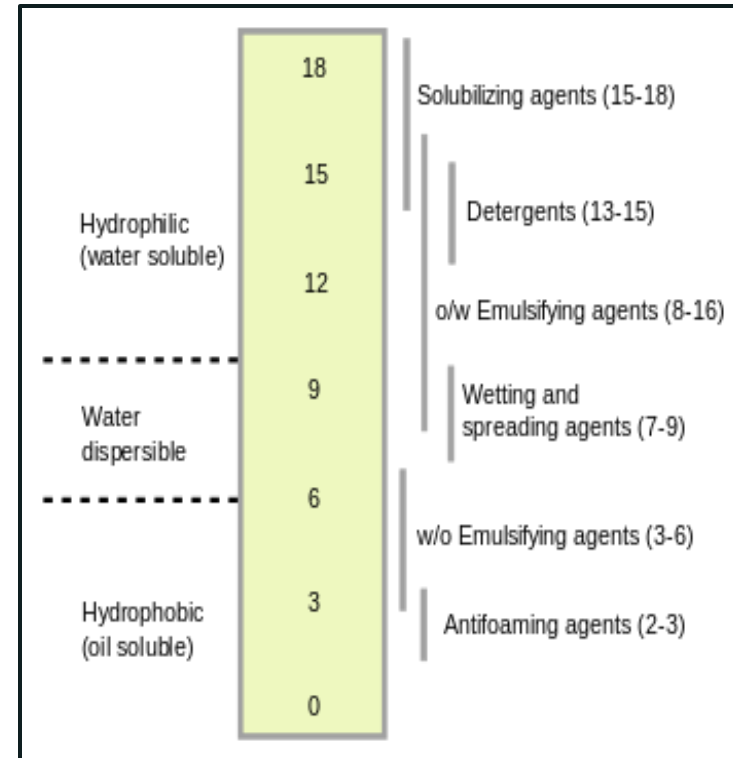 18
Solubilizing agents (15-18)
15
Detergents (13-15)
Hydrophilic
(water soluble)
12
o/w Emulsifying agents (8-16)
9
Wetting and
spreading agents (7-9)
Water
dispersible
6
w/o Emulsifying agents (3-6)
3
Hydrophobic
(oil soluble)
Antifoaming agents (2-3)
0